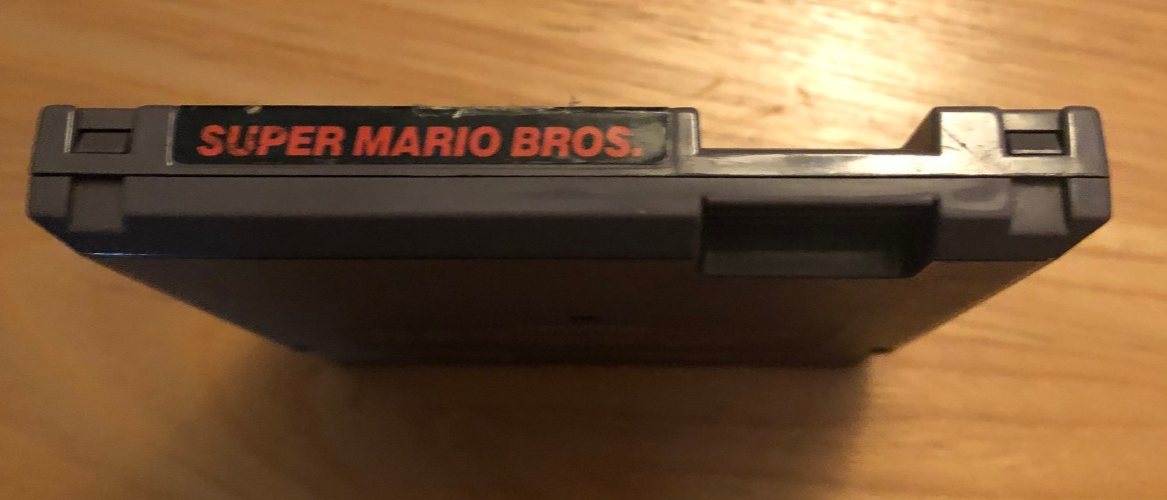 SUPER MARIO BROS.